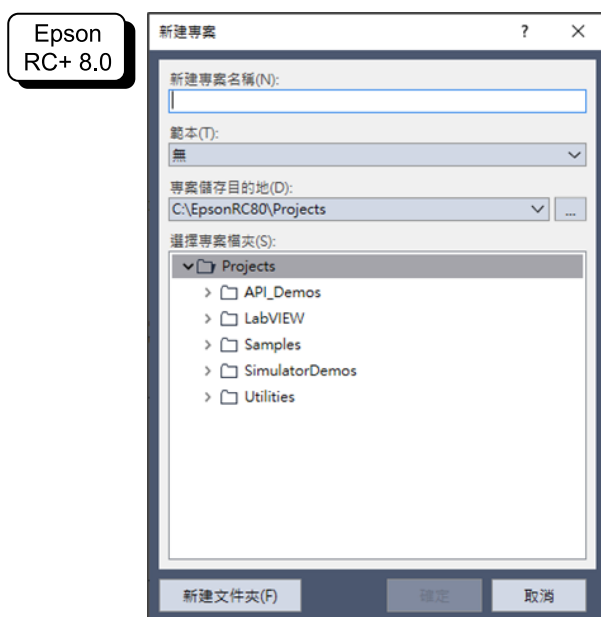 Epson
RC+ 8.0
新建專案
?
新建專案名稱(N):
範本(T):
無
專案儲存目的地(D):
C:\EpsonRC80\Projects
...
選擇專案檔夾(S):
Projects
API_Demos
LabVIEW
Samples
SimulatorDemos
Utilities
新建文件夾(F)
確定
取消